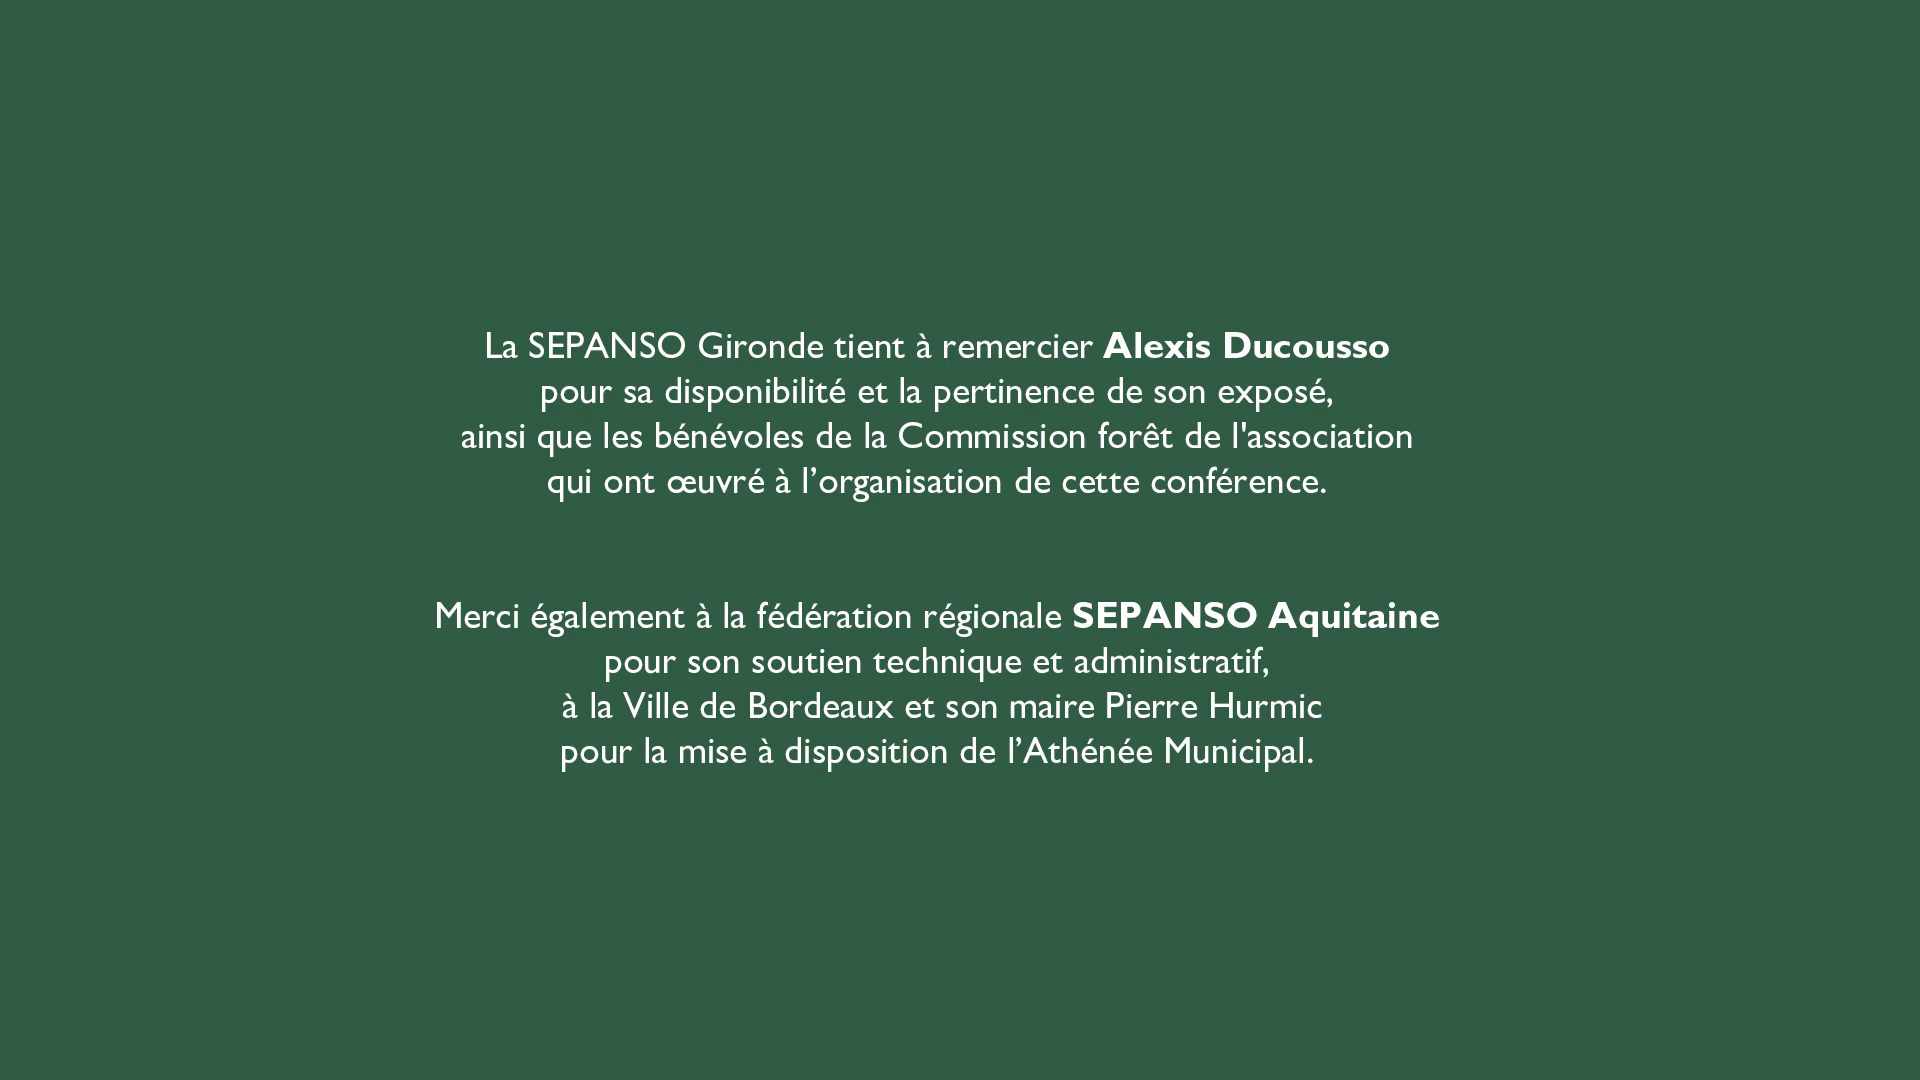 La SEPANSO Gironde tient à remercier Alexis Ducousso
pour sa disponibilité et la pertinence de son exposé,
ainsi que les bénévoles de la Commission forêt de l'association
qui ont œuvré à l’organisation de cette conférence.
Merci également à la fédération régionale SEPANSO Aquitaine
pour son soutien technique et administratif,
à la Ville de Bordeaux et son maire Pierre Hurmic
pour la mise à disposition de l’Athénée Municipal.